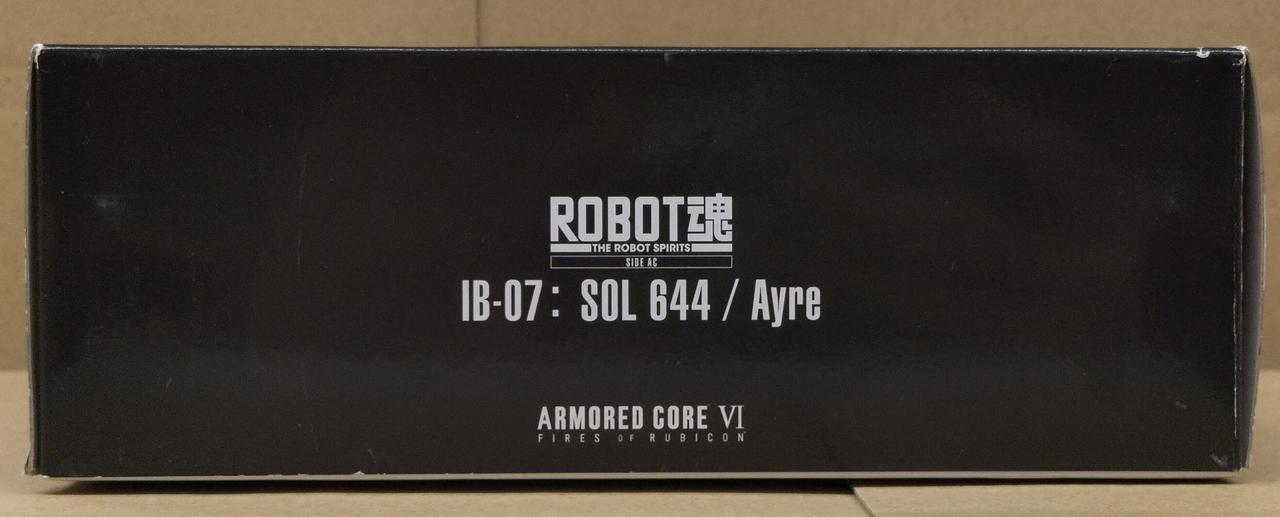 ROBOT魂
THE ROBOT SPIRITS
SIDE AC
IB-07: SOL 644 / Ayre
ARMORED CORE VI
FIRES OF RUBICON